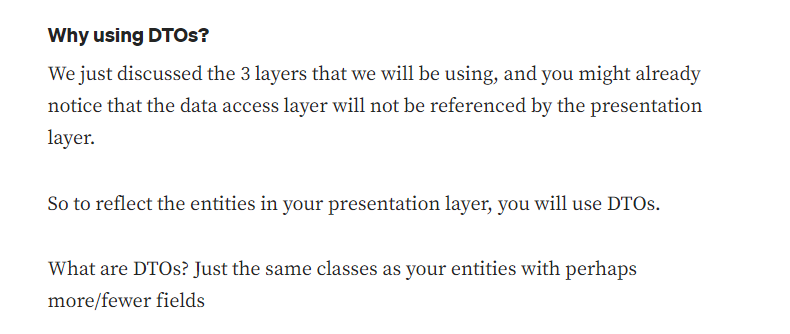 Why using DTOs?
We just discussed the 3 layers that we will be using, and you might already
notice that the data access layer will not be referenced by the presentation
layer.
So to reflect the entities in your presentation layer, you will use DTOs.
What are DTOs? Just the same classes as your entities with perhaps
more/fewer fields